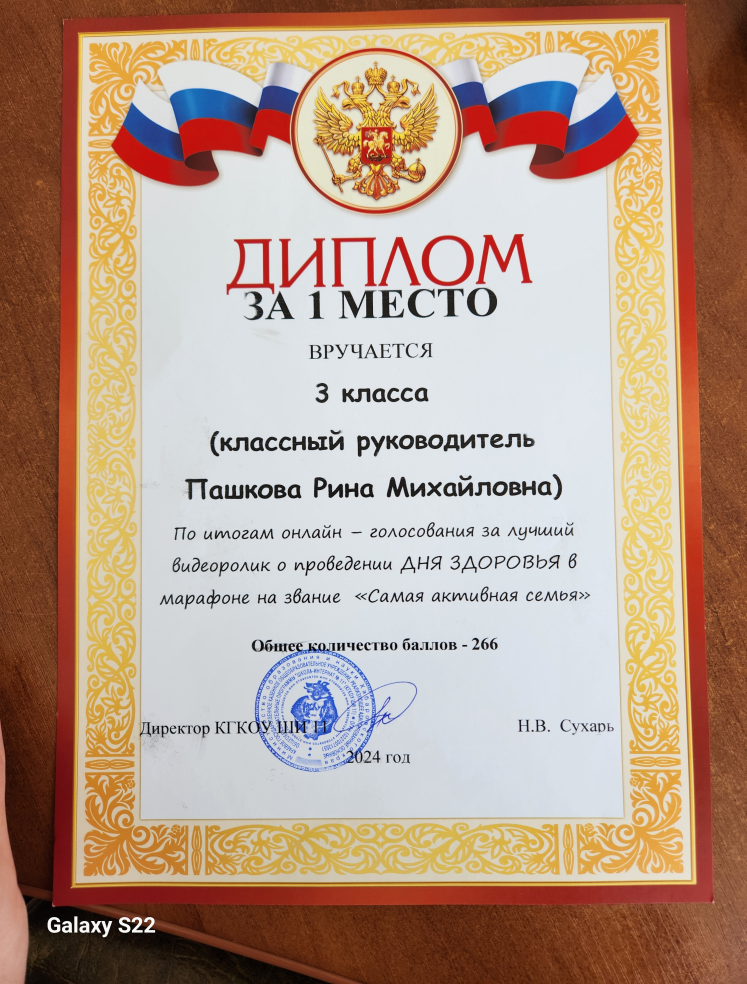 ДИПЛОМ
ЗА 1 МЕСТО
ВРУЧАЕТСЯ
3 класса
(классный руководитель
Пашкова Рина Михайловна)
По итогам онлайн – голосования за лучший
видеоролик о проведении ДНЯ ЗДОРОВЬЯ в
марафоне на звание «Самая активная семья»
Общее количество баллов - 266
Директор КГКОУ ШИ 11 Н.В. Сухарь
2024 год
Galaxy S22